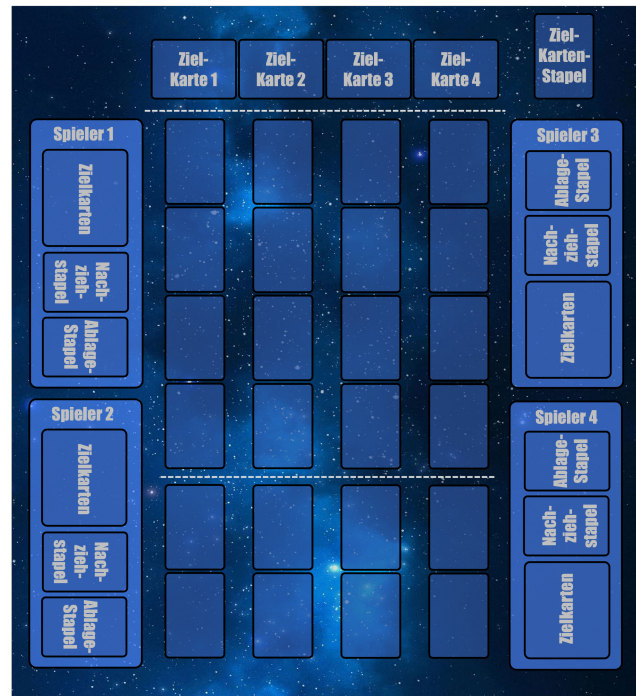 Ziel-
Karte 1
Ziel-
Karte 2
Ziel-
Karte 3
Ziel-
Karte 4
Ziel-
Karten-
Stapel
Spieler 1
Zielkarten
Nach-
zieh-
stapel
Ablage-
Stapel
Spieler 2
Zielkarten
Nach-
zieh-
stapel
Ablage-
Stapel
Spieler 3
Ablage-
Stapel
Nach-
zieh-
stapel
Zielkarten
Spieler 4
Ablage-
Stapel
Nach-
zieh-
stapel
Zielkarten